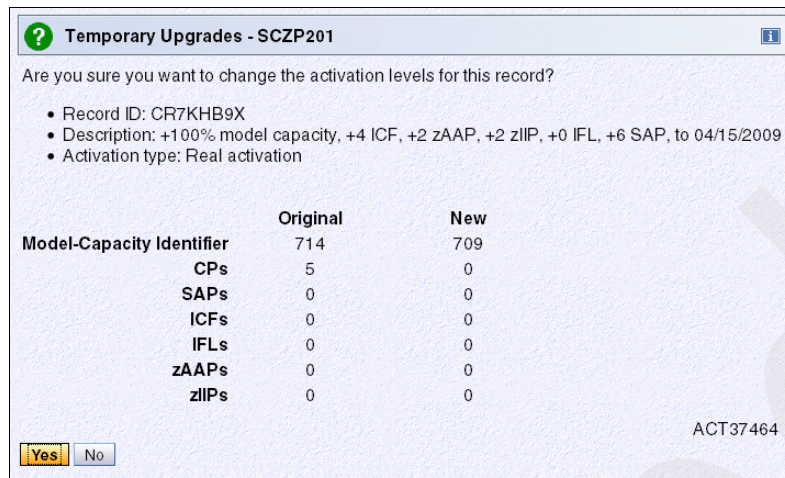 Temporary Upgrades - SCZP201
Are you sure you want to change the activation levels for this record?
• Record ID: CR7KHB9X
• Description: +100% model capacity, +4 ICF, +2 zAAP, +2 zIIP, +0 IFL, +6 SAP, to 04/15/2009
• Activation type: Real activation
Original New
Model-Capacity Identifier 714 709
CPs 5 0
SAPs 0 0
ICFs 0 0
IFLs 0 0
zAAPs 0 0
zIIPs 0 0
ACT37464
Yes No